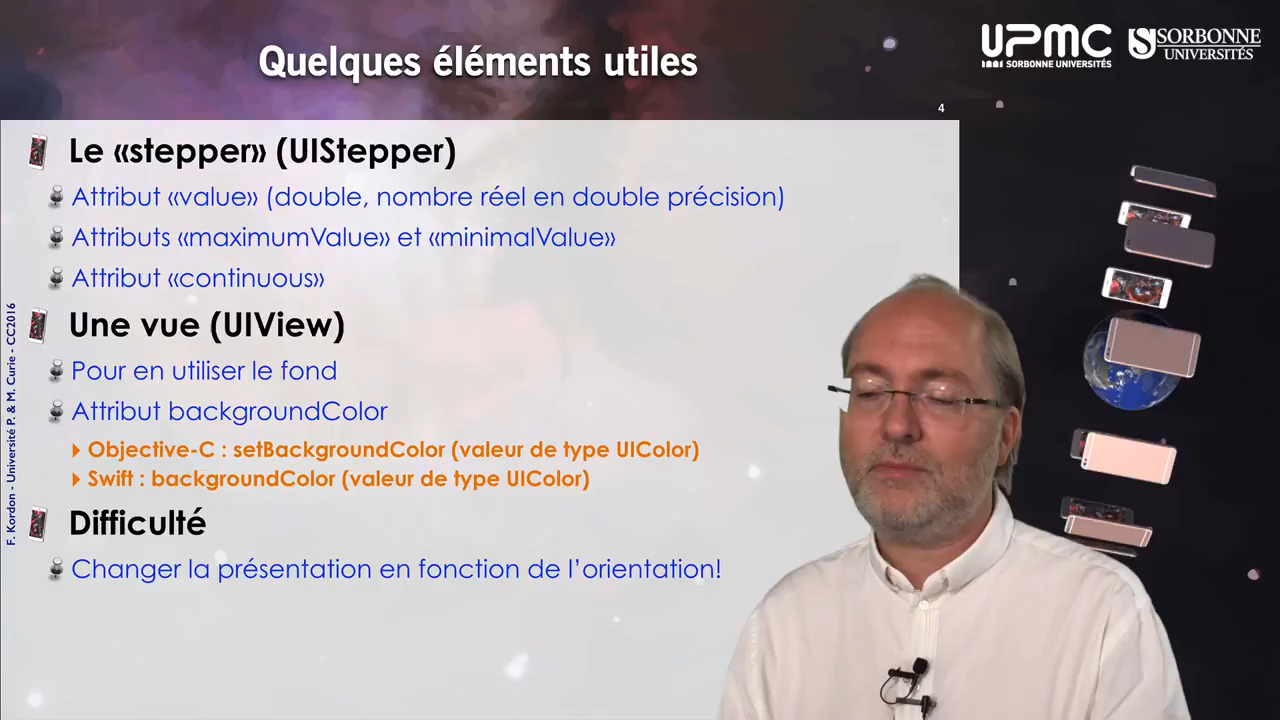 Quelques éléments utiles
UPMC
SORBONNE UNIVERSITÉS
SORBONNE
UNIVERSITÉS
4
Le «stepper» (UIStepper)
Attribut «value» (double, nombre réel en double précision)
Attributs «maximumValue» et «minimalValue»
Attribut «continuous»
Une vue (UIView)
Pour en utiliser le fond
Attribut backgroundColor
Objective-C : setBackgroundColor (valeur de type UIColor)
Swift : backgroundColor (valeur de type UIColor)
Difficulté
Changer la présentation en fonction de l'orientation!
F. Kordon - Université P. & M. Curie - CC2016